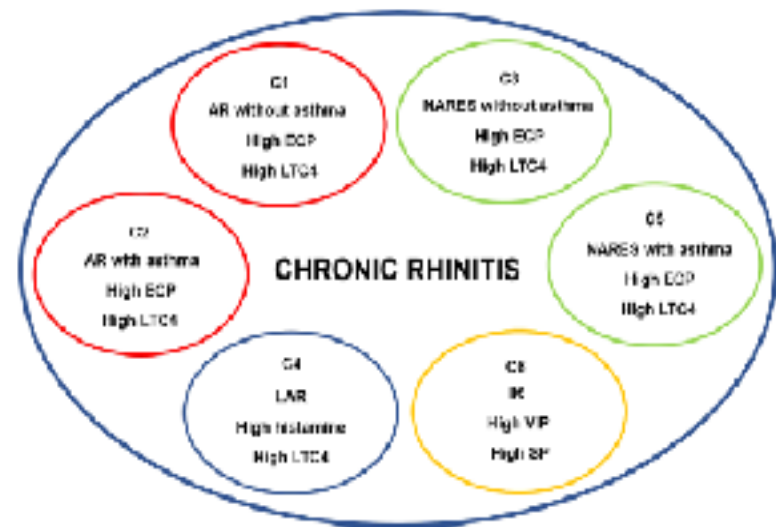 C1
AR without asthma
High ECP
High LTC4
C3
NARES without asthma
High ECP
High LTC4
C2
AR with asthma
High ECP
High LTC4
CHRONIC RHINITIS
C5
NARES with asthma
High ECP
High LTC4
C4
LAR
High histamine
High LTC4
C6
IR
High VIP
High SP